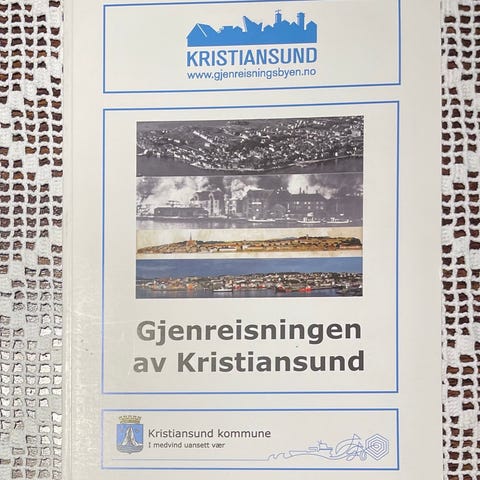 KRISTIANSUND
www.gjenreisningsbyen.no
Gjenreisningen
av Kristiansund
Kristiansund kommune
I medvind uansett vær